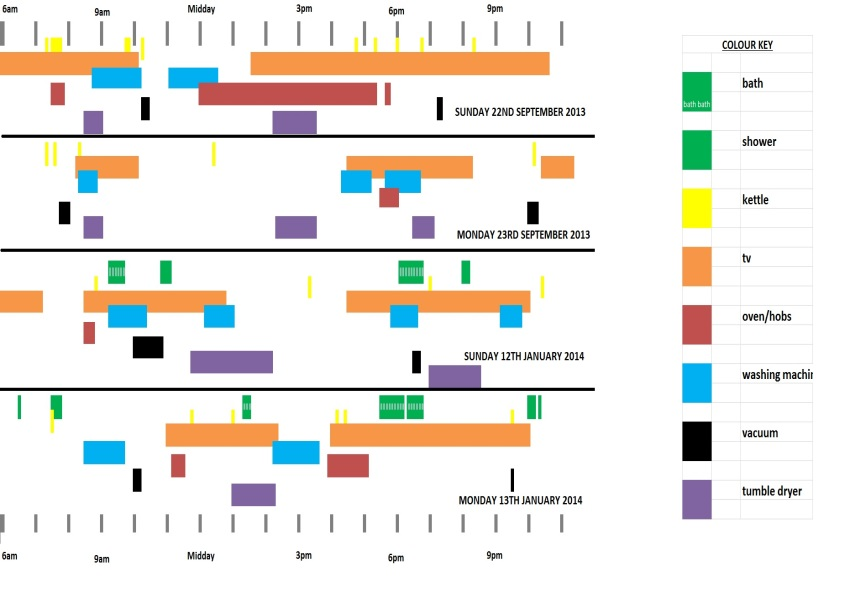 6am 9am Midday 3pm 6pm 9pm
SUNDAY 22ND SEPTEMBER 2013
MONDAY 23RD SEPTEMBER 2013
SUNDAY 12TH JANUARY 2014
MONDAY 13TH JANUARY 2014
6am 9am Midday 3pm 6pm 9pm
COLOUR KEY
bath
bath bath
shower
kettle
tv
oven/hobs
washing machin
vacuum
tumble dryer